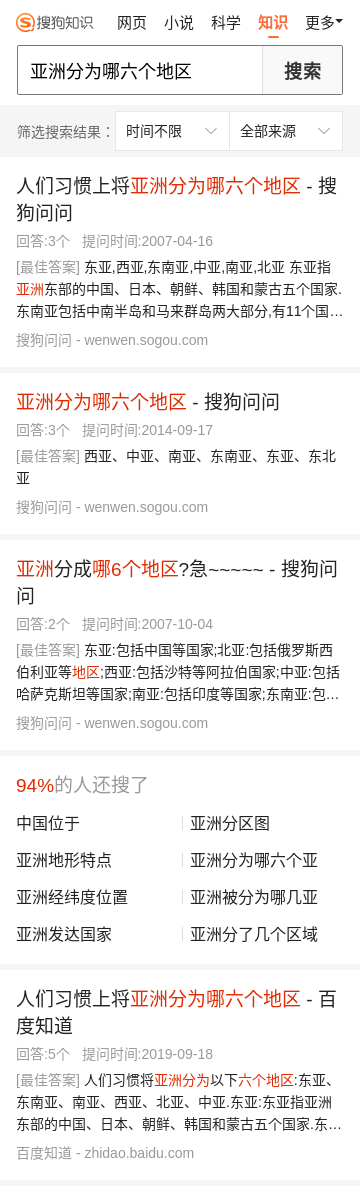 搜狗知识 网页 小说 科学 知识 更多
亚洲分为哪六个地区 搜索
筛选搜索结果： 时间不限 全部来源
人们习惯上将亚洲分为哪六个地区 - 搜
狗问问
回答:3个 提问时间:2007-04-16
[最佳答案] 东亚,西亚,东南亚,中亚,南亚,北亚 东亚指
亚洲东部的中国、日本、朝鲜、韩国和蒙古五个国家.
东南亚包括中南半岛和马来群岛两大部分,有11个国…
搜狗问问 - wenwen.sogou.com
亚洲分为哪六个地区 - 搜狗问问
回答:3个 提问时间:2014-09-17
[最佳答案] 西亚、中亚、南亚、东南亚、东亚、东北
亚
搜狗问问 - wenwen.sogou.com
亚洲分成哪6个地区?急~~~~~ - 搜狗问
问
回答:2个 提问时间:2007-10-04
[最佳答案] 东亚:包括中国等国家;北亚:包括俄罗斯西
伯利亚等地区;西亚:包括沙特等阿拉伯国家;中亚:包括
哈萨克斯坦等国家;南亚:包括印度等国家;东南亚:包…
搜狗问问 - wenwen.sogou.com
94%的人还搜了
中国位于 亚洲分区图
亚洲地形特点 亚洲分为哪六个亚
亚洲经纬度位置 亚洲被分为哪几亚
亚洲发达国家 亚洲分了几个区域
人们习惯上将亚洲分为哪六个地区 - 百
度知道
回答:5个 提问时间:2019-09-18
[最佳答案] 人们习惯将亚洲分为以下六个地区:东亚、
东南亚、南亚、西亚、北亚、中亚.东亚:东亚指亚洲
东部的中国、日本、朝鲜、韩国和蒙古五个国家.东…
百度知道 - zhidao.baidu.com